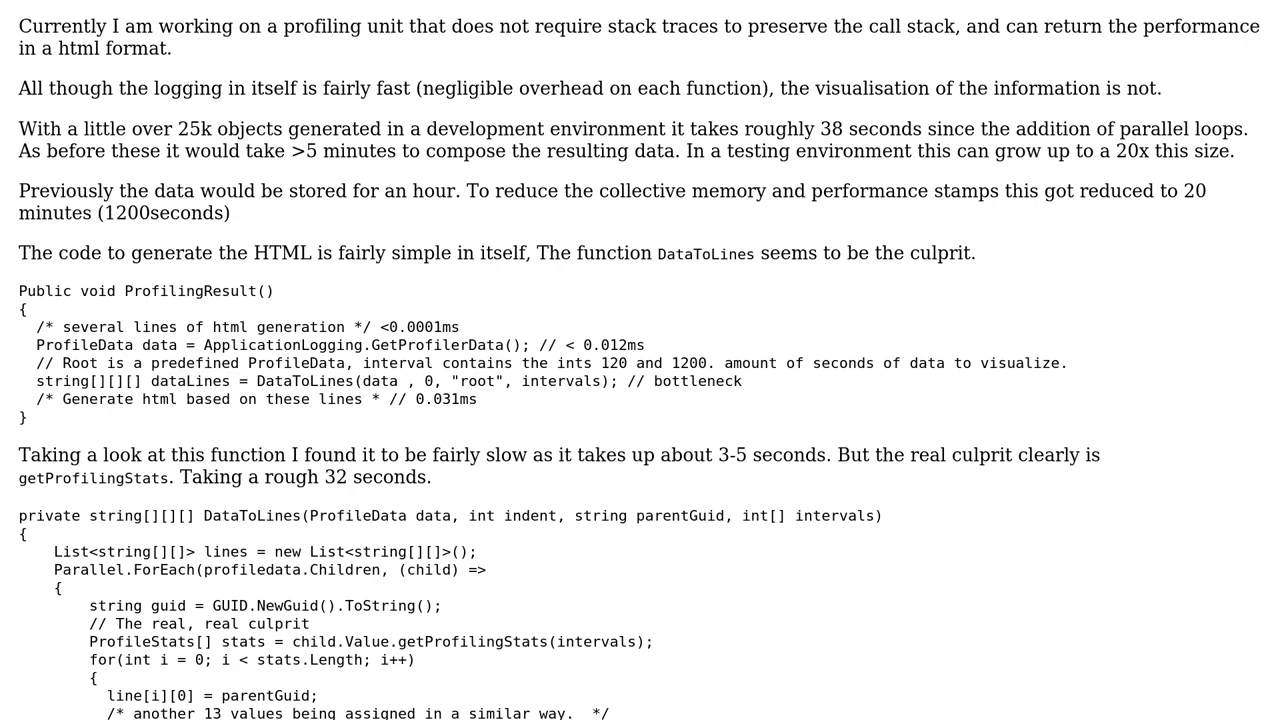 Currently I am working on a profiling unit that does not require stack traces to preserve the call stack, and can return the performance
in a html format.
All though the logging in itself is fairly fast (negligible overhead on each function), the visualisation of the information is not.
With a little over 25k objects generated in a development environment it takes roughly 38 seconds since the addition of parallel loops.
As before these it would take >5 minutes to compose the resulting data. In a testing environment this can grow up to a 20x this size.
Previously the data would be stored for an hour. To reduce the collective memory and performance stamps this got reduced to 20
minutes (1200seconds)
The code to generate the HTML is fairly simple in itself, The function DataToLines seems to be the culprit.
Public void ProfilingResult()
{
  /* several lines of html generation */ <0.0001ms
  ProfileData data = ApplicationLogging.GetProfilerData(); // < 0.012ms
  // Root is a predefined ProfileData, interval contains the ints 120 and 1200. amount of seconds of data to visualize.
  string[][][] dataLines = DataToLines(data , 0, "root", intervals); // bottleneck
  /* Generate html based on these lines * // 0.031ms
}
Taking a look at this function I found it to be fairly slow as it takes up about 3-5 seconds. But the real culprit clearly is
getProfilingStats. Taking a rough 32 seconds.
private string[][][] DataToLines(ProfileData data, int indent, string parentGuid, int[] intervals)
{
    List<string[][]> lines = new List<string[][]>();
    Parallel.ForEach(profiledata.Children, (child) =>
    {
        string guid = GUID.NewGuid().ToString();
        // The real, real culprit
        ProfileStats[] stats = child.Value.getProfilingStats(intervals);
        for(int i = 0; i < stats.Length; i++)
        {
          line[i][0] = parentGuid;
          /* another 13 values being assigned in a similar way.  */